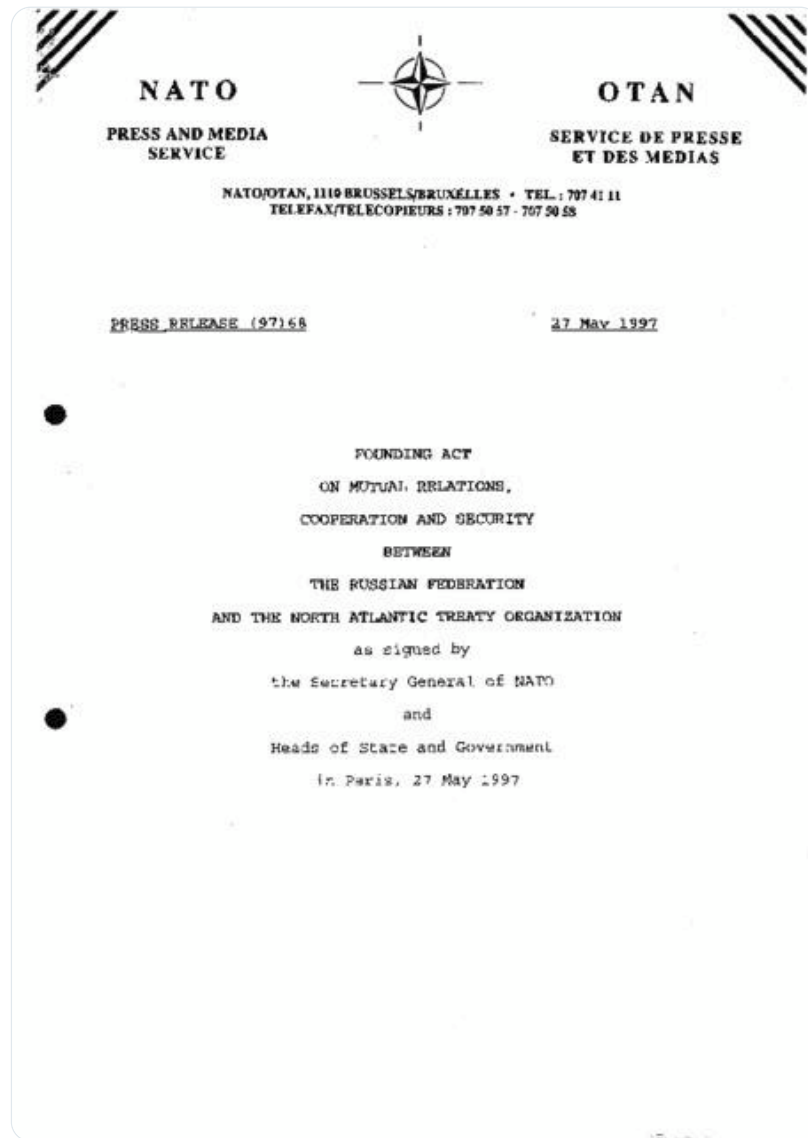 NATO
OTAN
PRESS AND MEDIA
SERVICE
SERVICE DE PRESSE
ET DES MEDIAS
NATO/OTAN, 1110 BRUSSELS/BRUXELLES • TEL. : 707 41 11
TELEFAX/TELECOPIEURS : 707 50 57 - 707 50 58
PRESS RELEASE (97)68
27 May 1997
FOUNDING ACT
ON MUTUAL RELATIONS,
COOPERATION AND SECURITY
BETWEEN
THE RUSSIAN FEDERATION
AND THE NORTH ATLANTIC TREATY ORGANIZATION
as signed by
the Secretary General of NATO
and
Heads of State and Government
in Paris, 27 May 1997